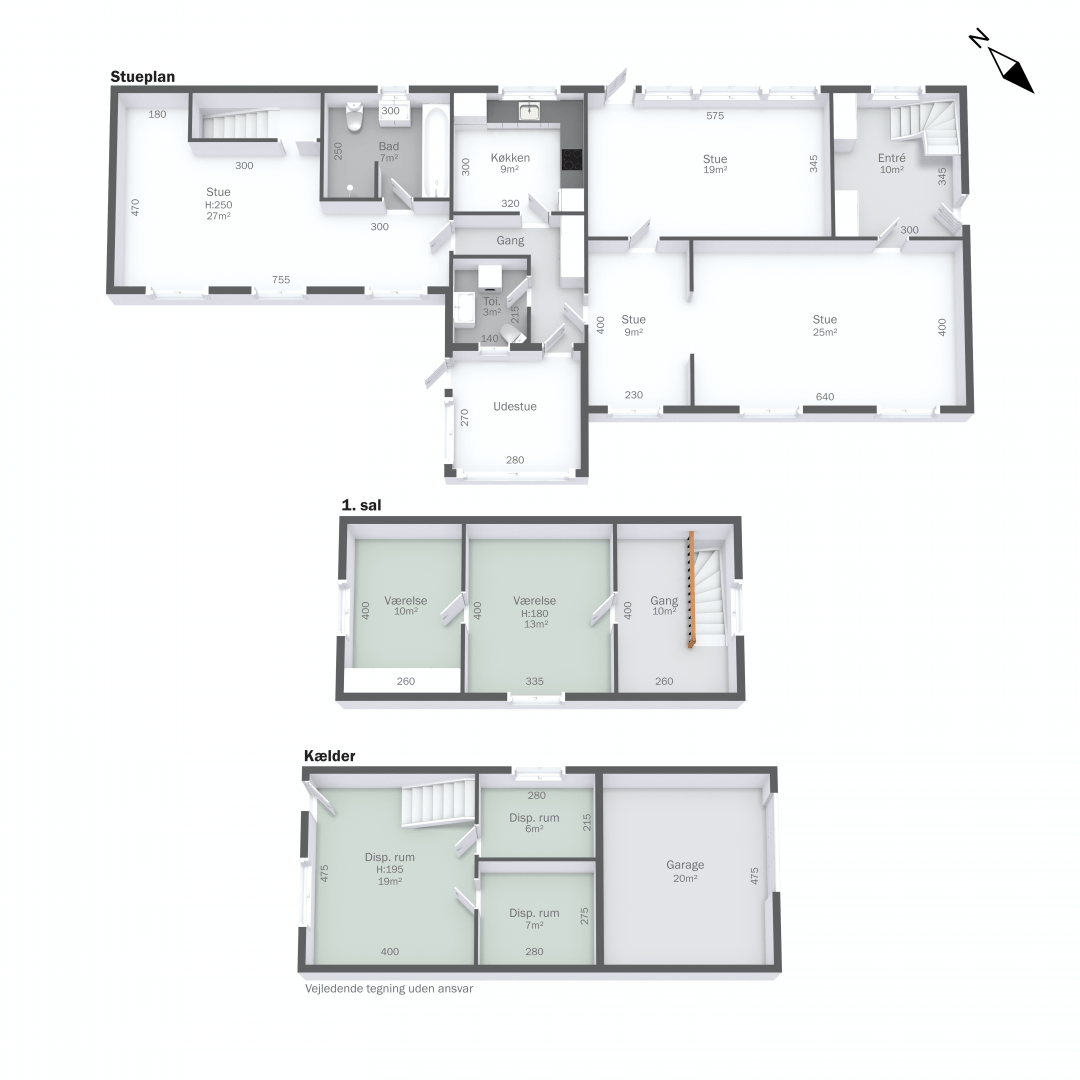 N
Stueplan
180
300
575
250
Bad
7m²
300
Køkken
9m²
320
Stue
19m²
345
Entré
10m²
345
300
300
Stue
H:250
27m²
470
300
755
Gang
Toi.
3m²
215
140
400
Stue
9m²
230
Stue
25m²
400
640
Udestue
270
280
1. sal
Værelse
10m²
400
260
Værelse
H:180
13m²
400
335
Gang
10m²
400
260
Kælder
Disp. rum
H:195
19m²
475
400
280
Disp. rum
6m²
215
Disp. rum
7m²
275
280
Garage
20m²
475
Vejledende tegning uden ansvar